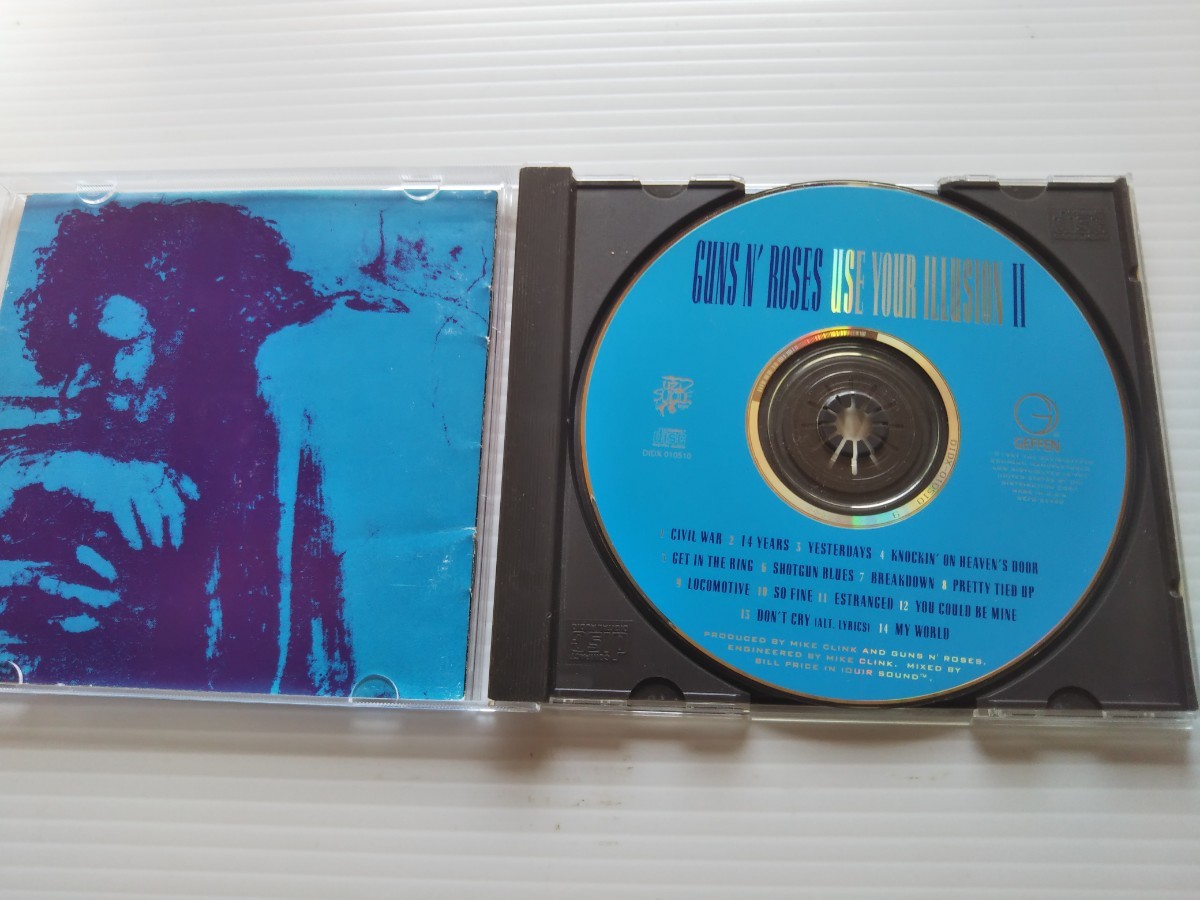 GUNS N' ROSES USE YOUR ILLUSION II
DIDX 010510
GEFFEN
1 CIVIL WAR 2 14 YEARS 3 YESTERDAYS 4 KNOCKIN' ON HEAVEN'S DOOR
5 GET IN THE RING 6 SHOTGUN BLUES 7 BREAKDOWN 8 PRETTY TIED UP
9 LOCOMOTIVE 10 SO FINE 11 ESTRANGED 12 YOU COULD BE MINE
13 DON'T CRY (ALT. LYRICS) 14 MY WORLD
PRODUCED BY MIKE CLINK AND GUNS N' ROSES.
ENGINEERED BY MIKE CLINK. MIXED BY
BILL PRICE IN IQUIR SOUND™.